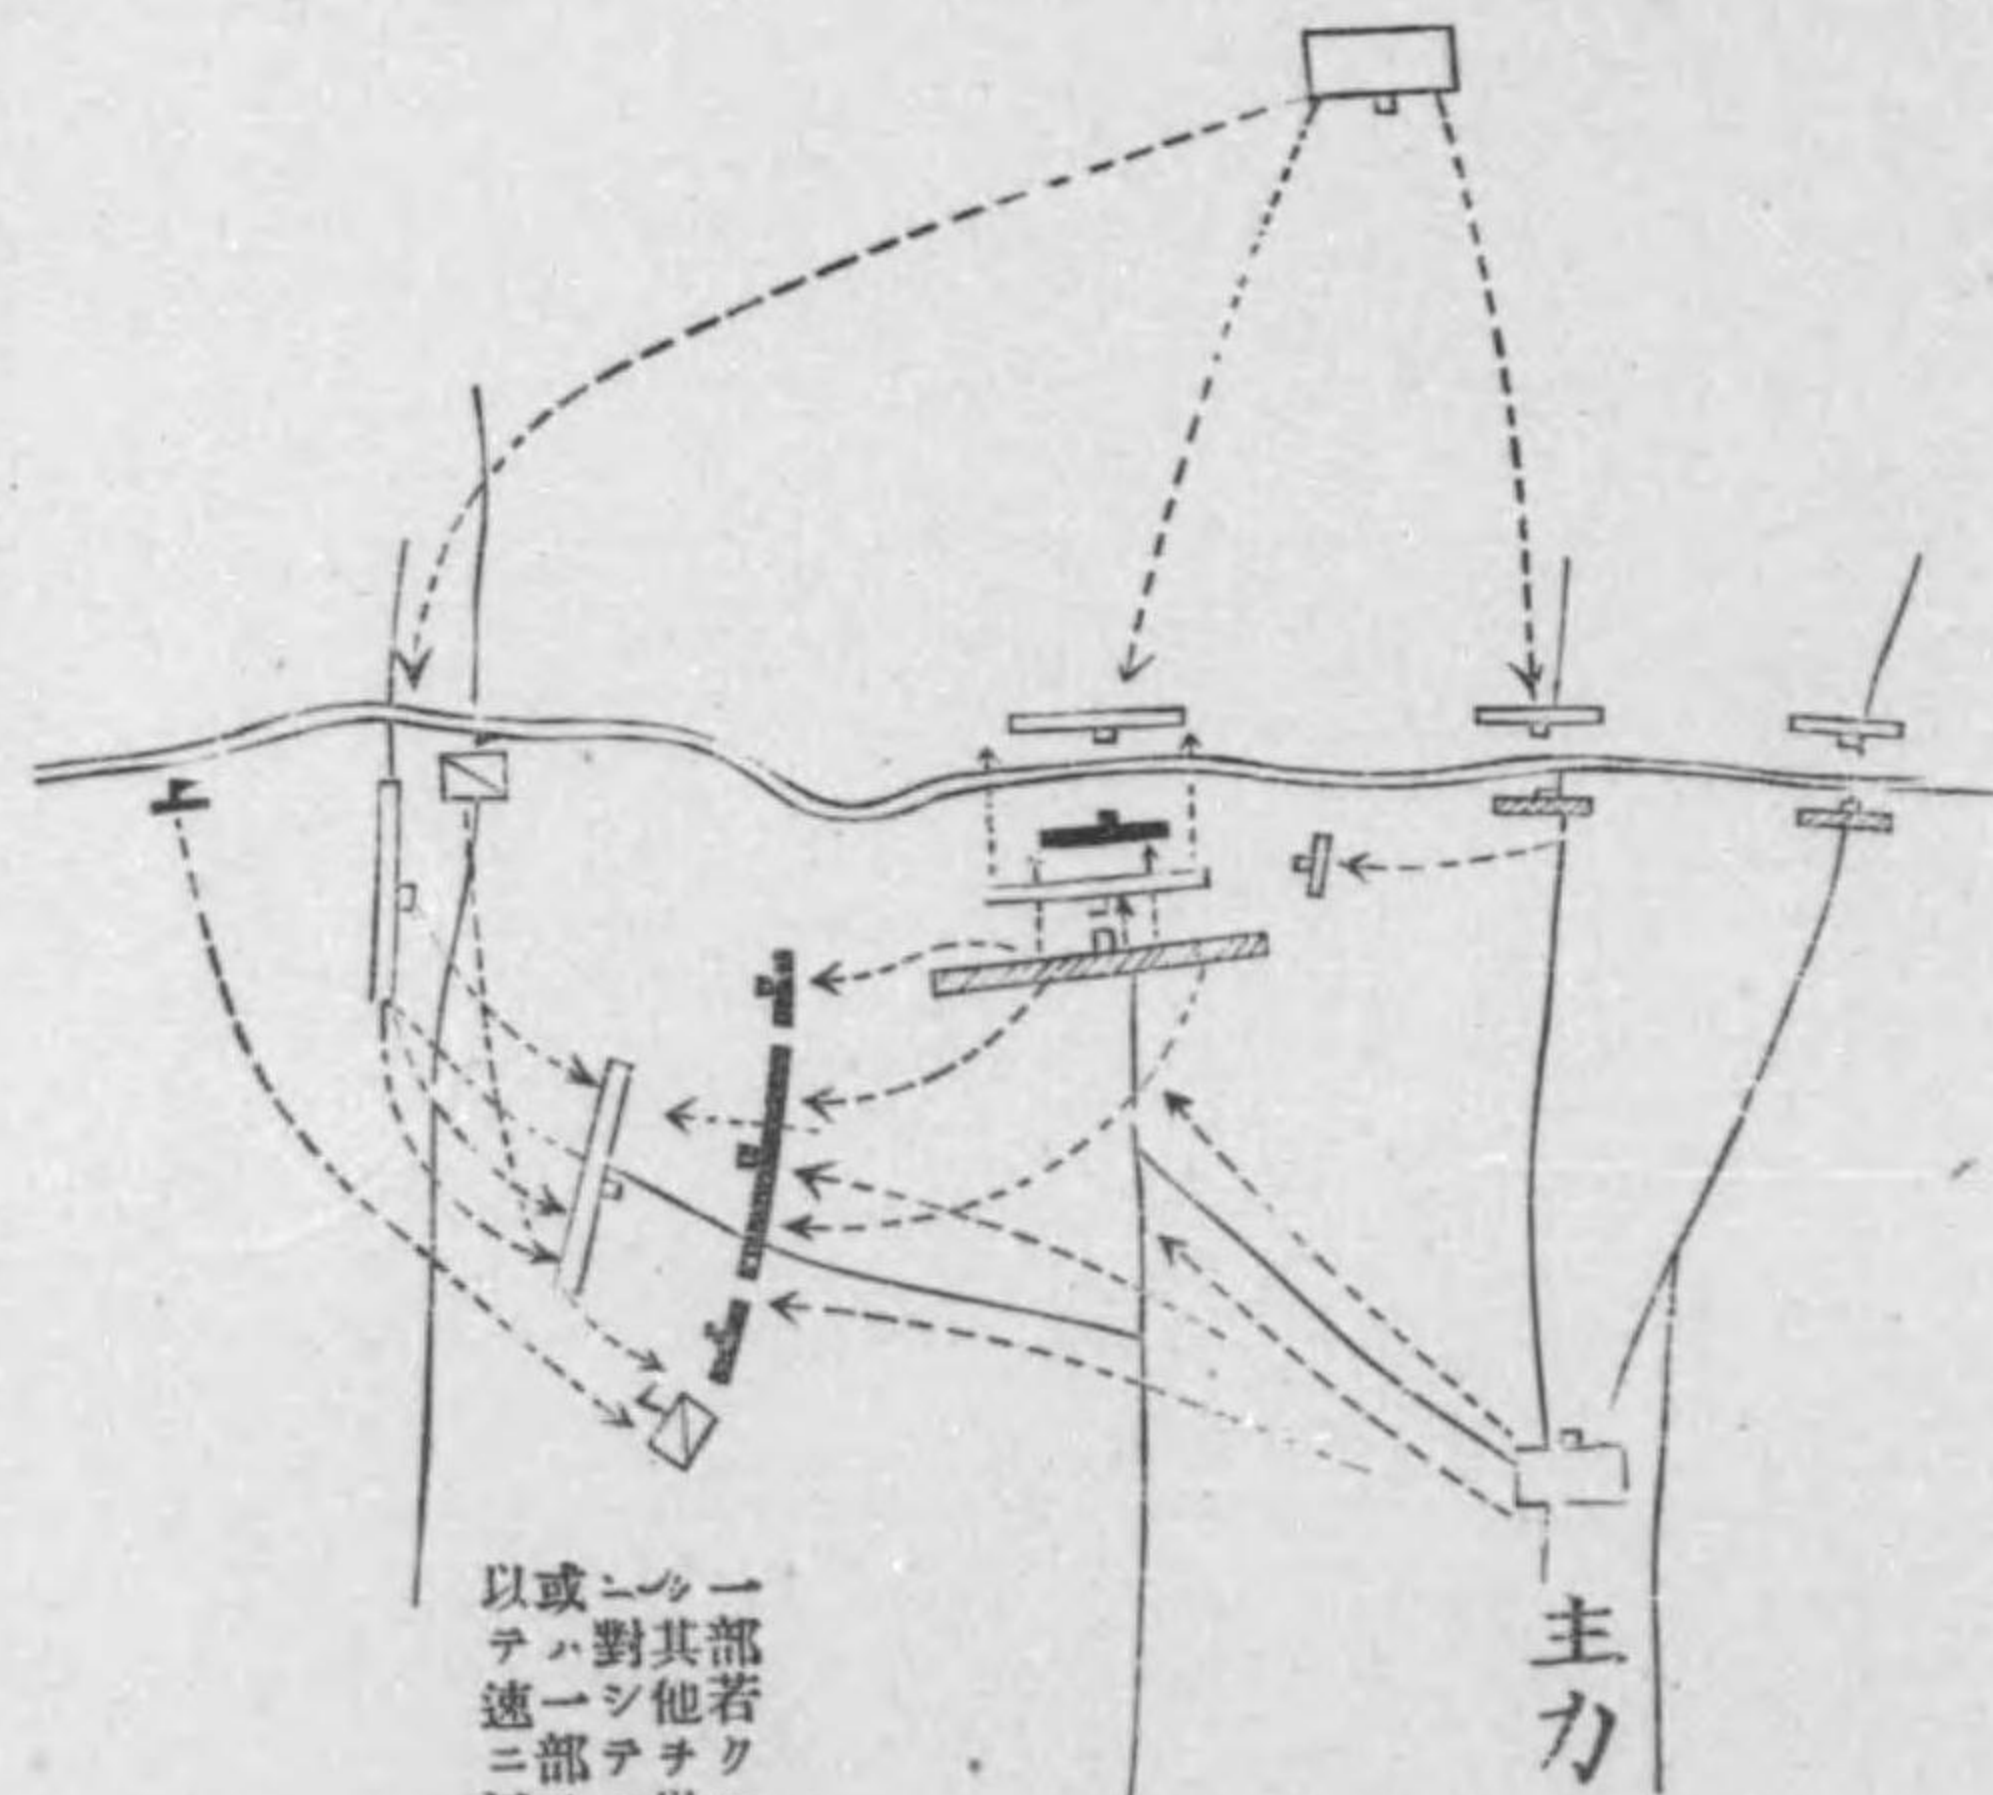 主力
一部若ク
シ其他ヲ
ニ對シテ
或ハ一部
以テ速ニ